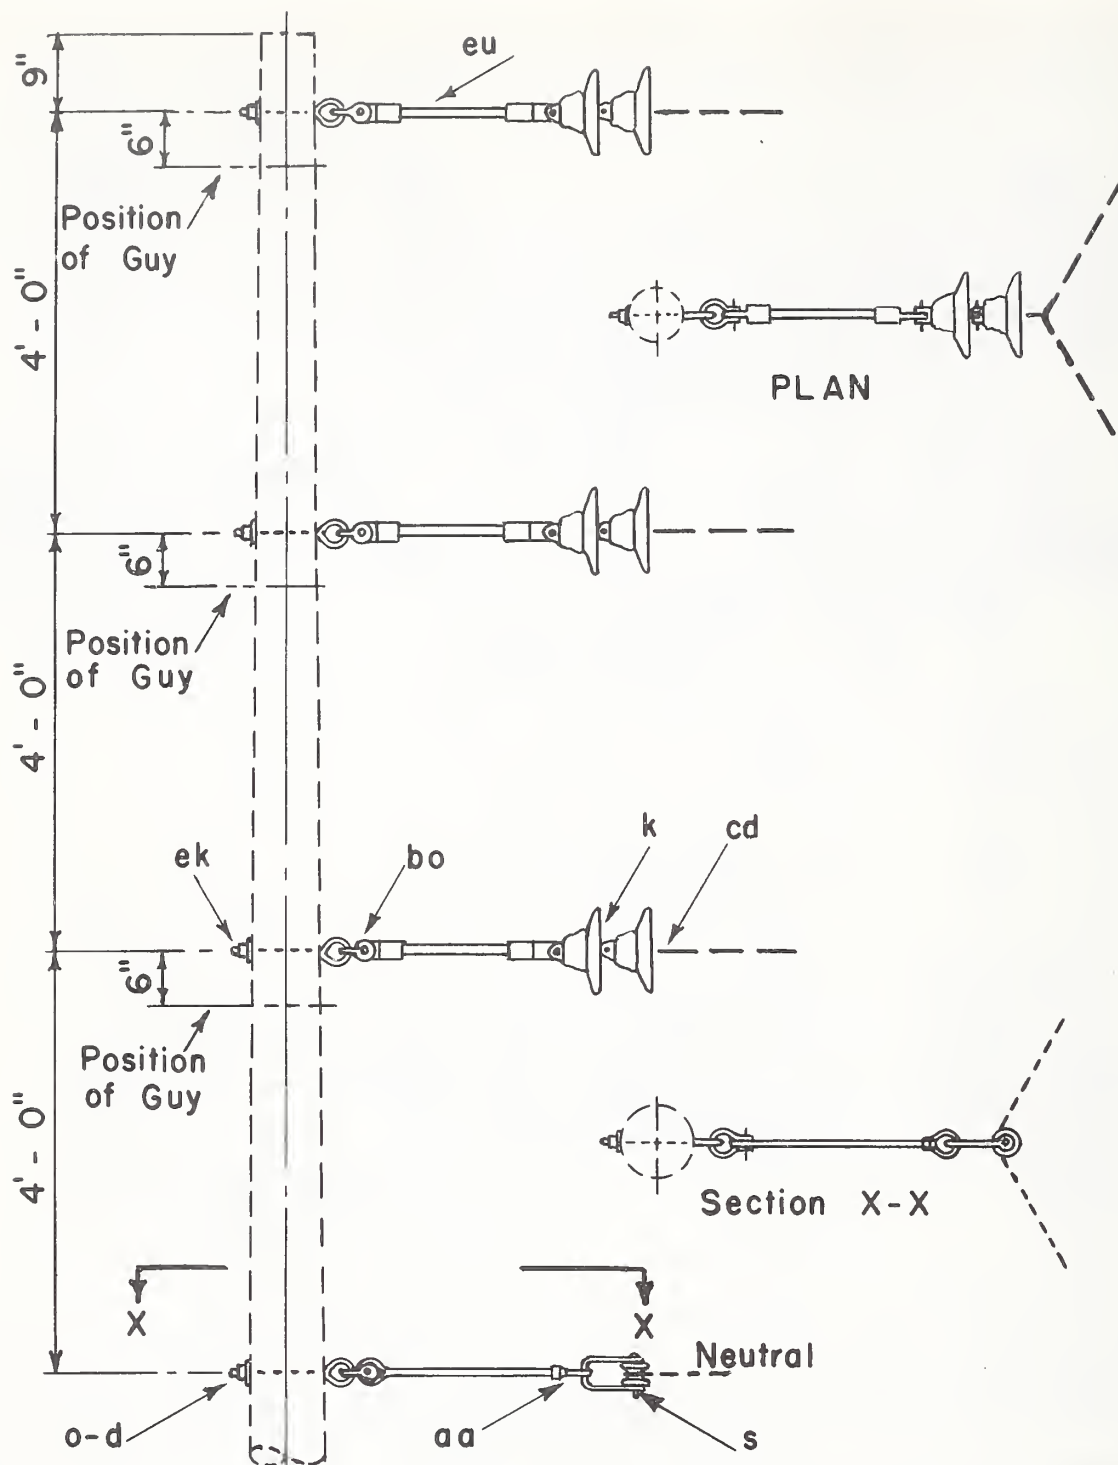 eu
9"
6"
Position
of Guy
4'-0"
PLAN
6"
Position
of Guy
4'-0"
k
cd
ek
bo
6"
Position
of Guy
4'-0"
Section X-X
X
X
Neutral
o-d
aa
s